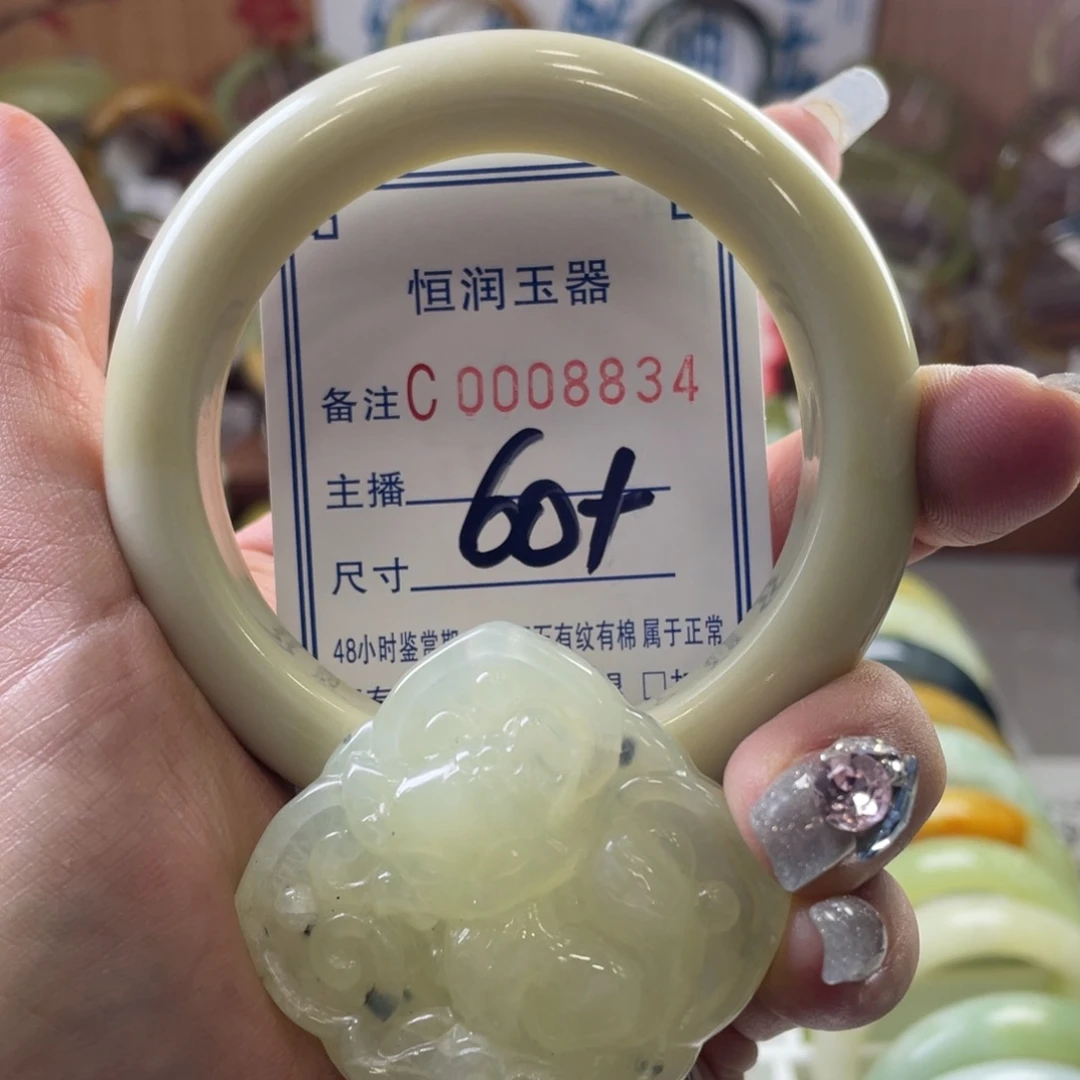 恒润玉器
备注C 0008834
主播 60+
尺寸
48小时鉴赏期 石有纹有棉属于正常